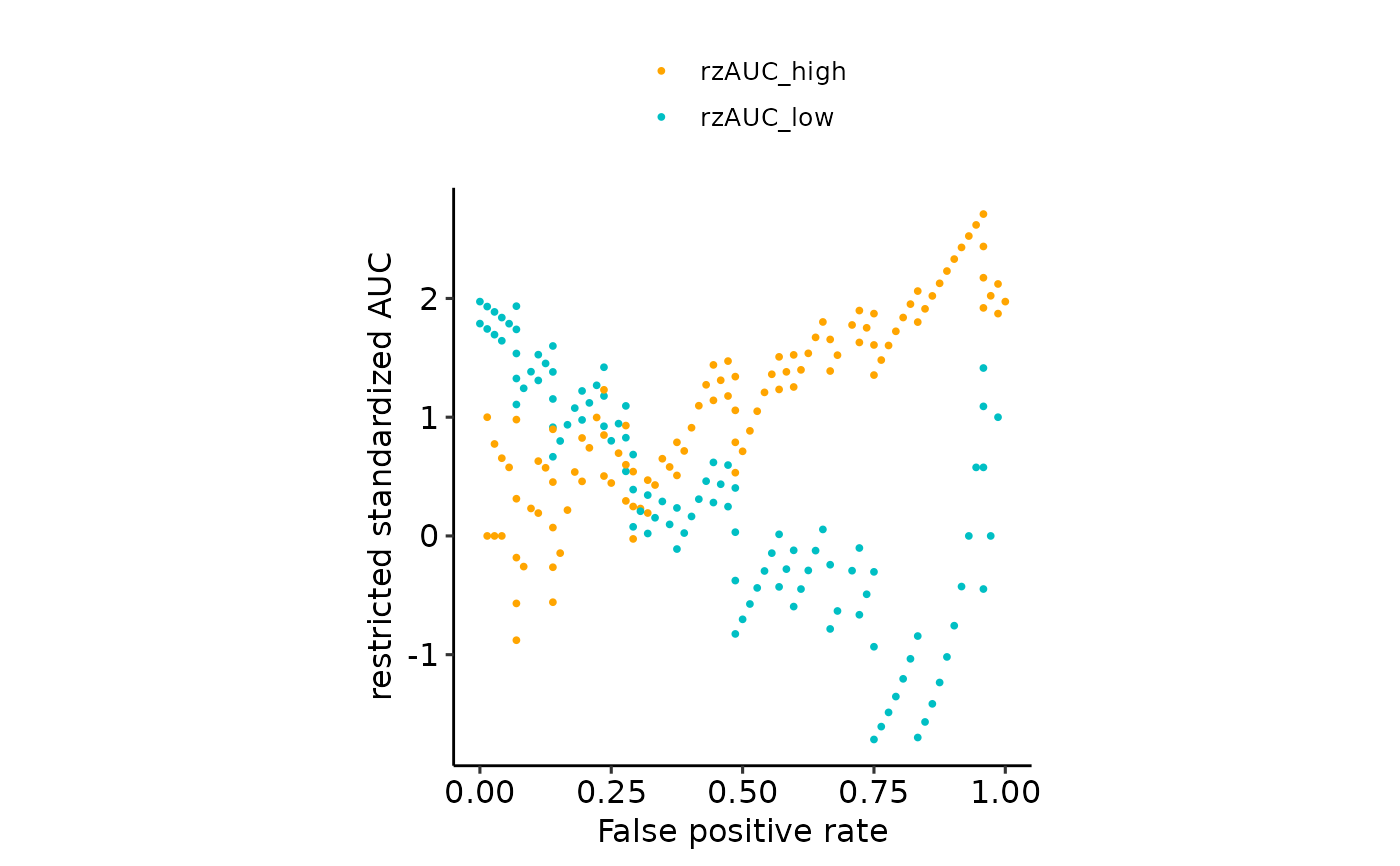 rzAUC_high
rzAUC_low
restricted standardized AUC
2
1
0
-1
0.00 0.25 0.50 0.75 1.00
False positive rate